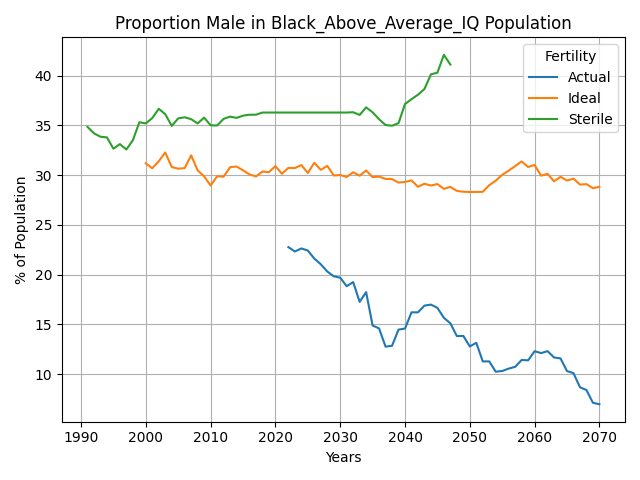 Proportion Male in Black_Above_Average_IQ Population
Fertility
Actual
Ideal
Sterile
% of Population
40
35
30
25
20
15
10
1990
2000
2010
2020
2030
2040
2050
2060
2070
Years